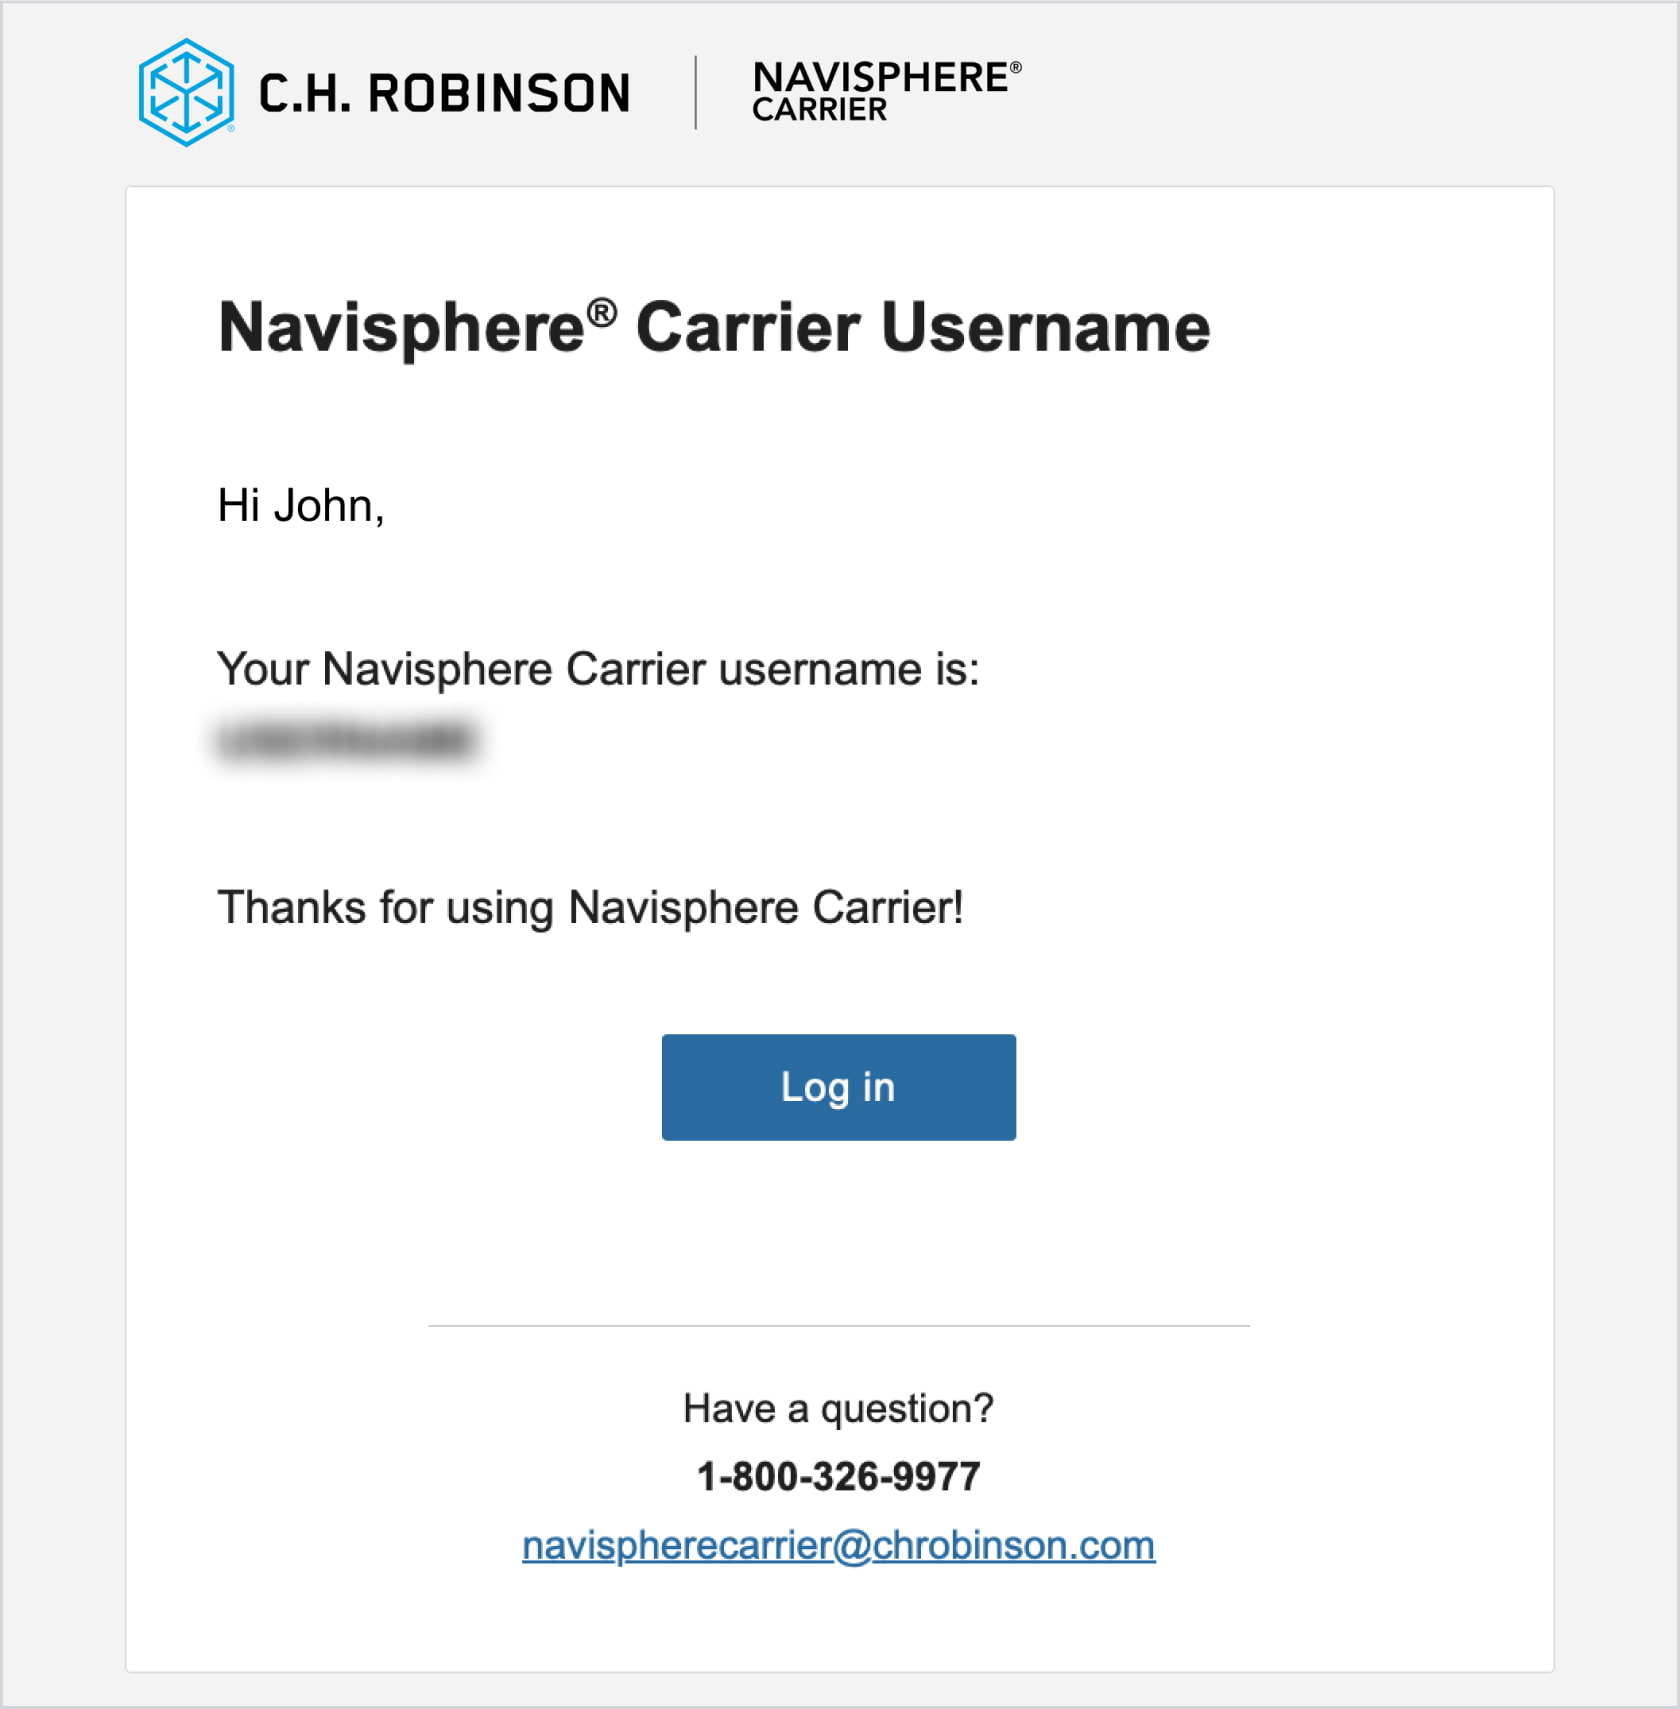 C.H. ROBINSON
NAVISPHERE®
CARRIER
Navisphere® Carrier Username
Hi John,
Your Navisphere Carrier username is:
Thanks for using Navisphere Carrier!
Log in
Have a question?
1-800-326-9977
navispherecarrier@chrobinson.com